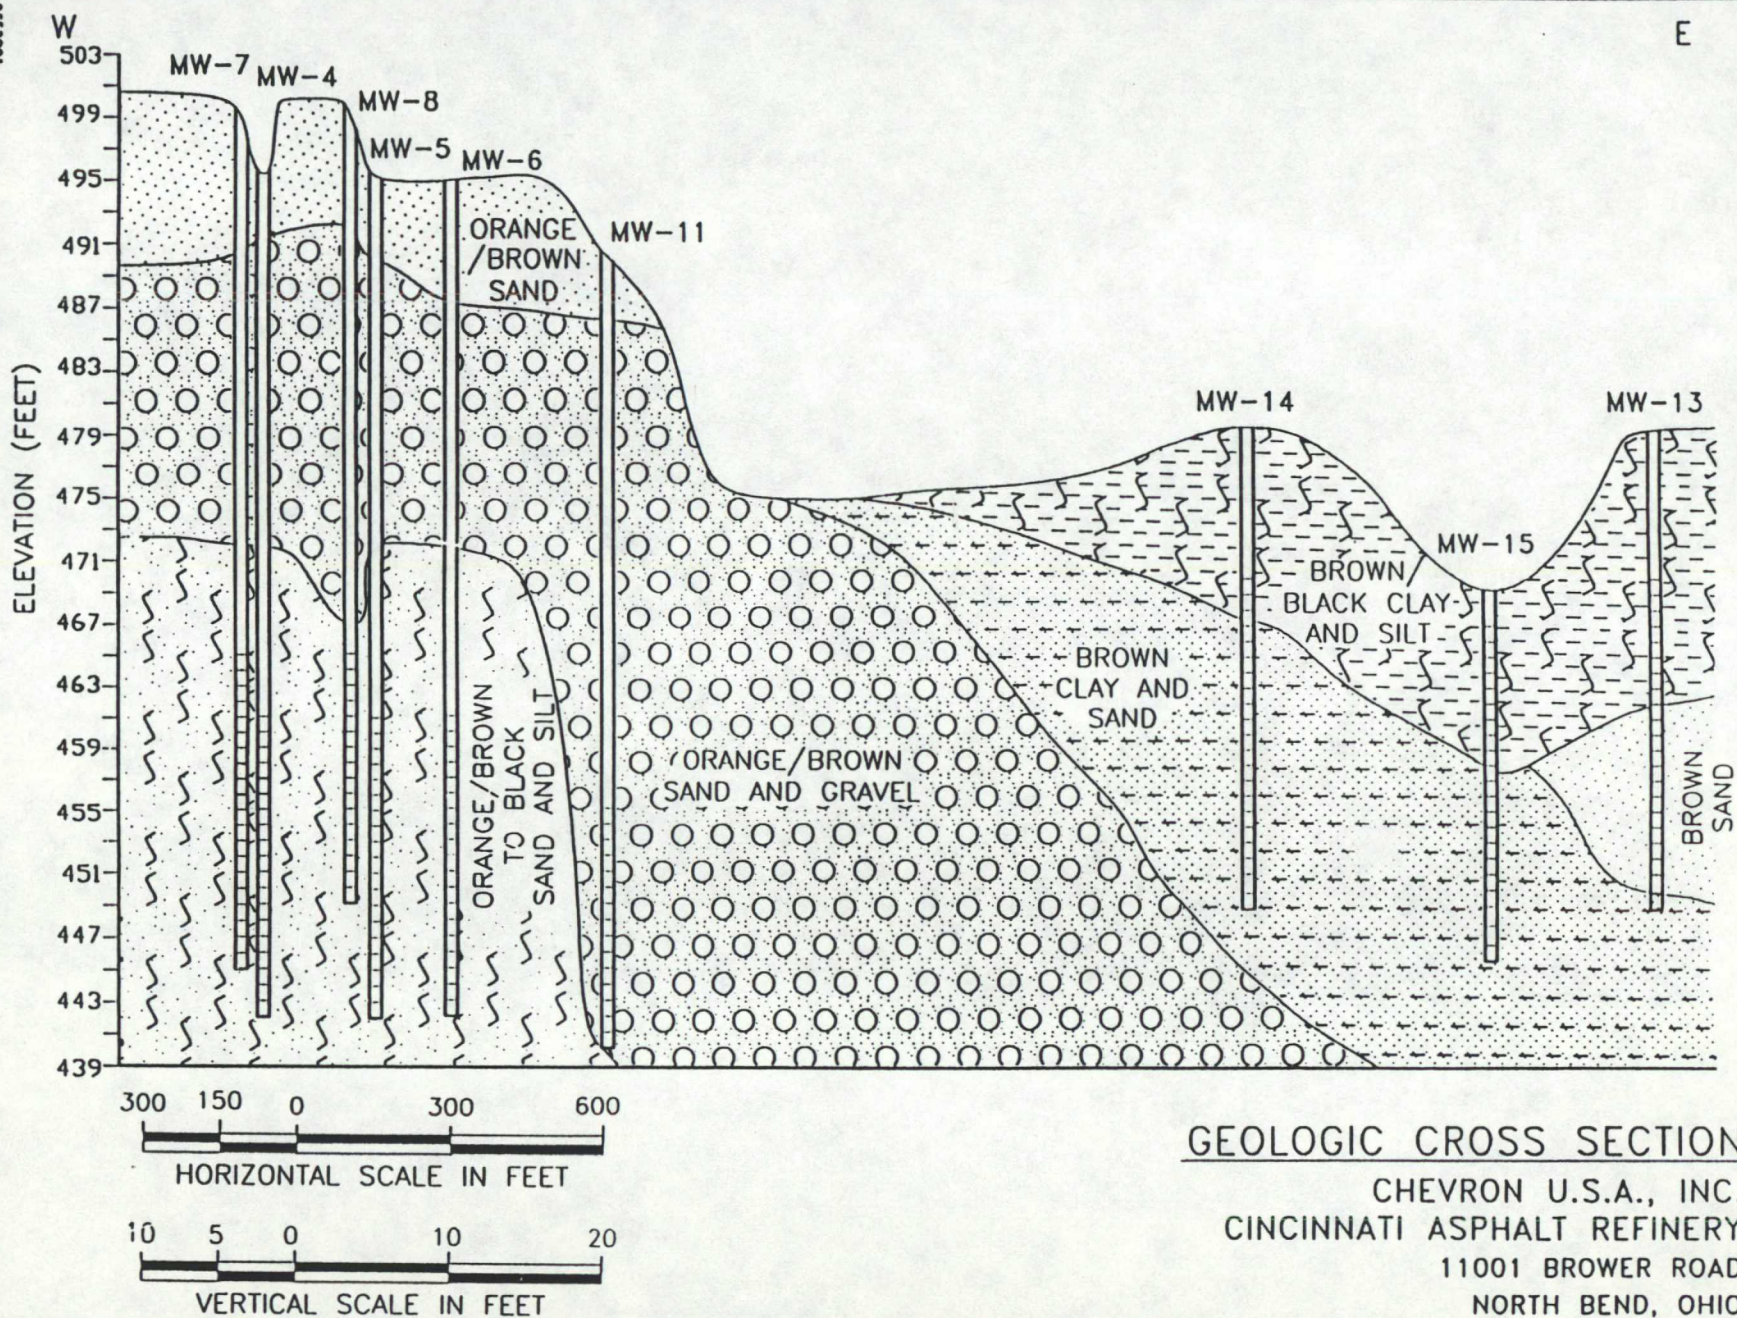 W
E
503
499
495
491
487
483
479
475
471
467
463
459
455
451
447
443
439
ELEVATION (FEET)
MW-7
MW-4
MW-8
MW-5
MW-6
MW-11
MW-14
MW-15
MW-13
ORANGE
/BROWN
SAND
ORANGE/BROWN
TO BLACK
SAND AND SILT
ORANGE/BROWN
SAND AND GRAVEL
BROWN
CLAY AND
SAND
BROWN/
BLACK CLAY
AND SILT
BROWN
SAND
300 150 0 300 600
HORIZONTAL SCALE IN FEET
10 5 0 10 20
VERTICAL SCALE IN FEET
GEOLOGIC CROSS SECTION
CHEVRON U.S.A., INC.
CINCINNATI ASPHALT REFINERY
11001 BROWER ROAD
NORTH BEND, OHIO